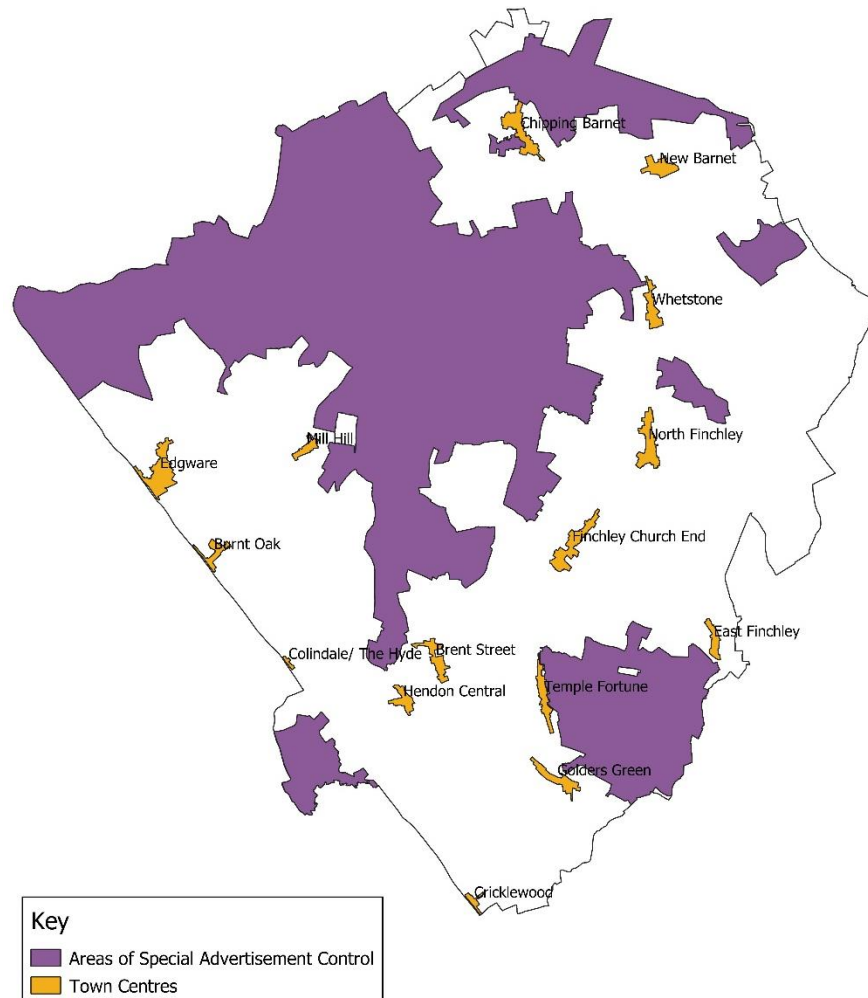 Chipping Barnet
New Barnet
Whetstone
Mill Hill
North Finchley
Edgware
Burnt Oak
Finchley Church End
East Finchley
Colindale/ The Hyde
Brent Street
Hendon Central
Temple Fortune
Golders Green
Cricklewood
Key
Areas of Special Advertisement Control
Town Centres